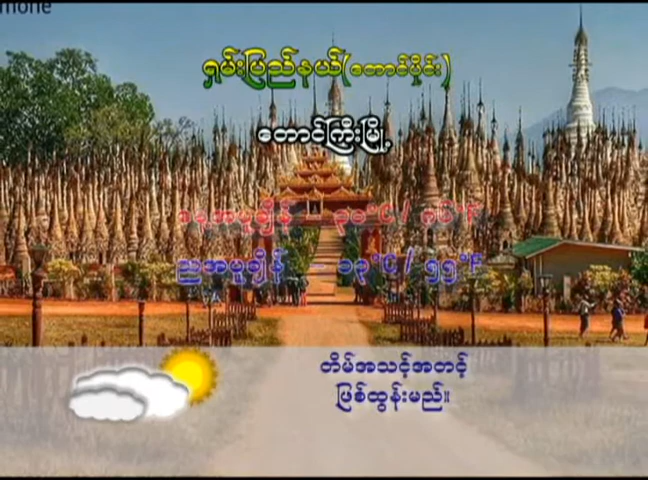 ရှမ်းပြည်နယ်(တောင်ပိုင်း)
တောင်ကြီးမြို့
နေ့အပူချိန် - ၃၀°C / ၈၆°F
ညအပူချိန် - ၁၃°C / ၅၅°F
တိမ်အသင့်အတင့်
ဖြစ်ထွန်းမည်။